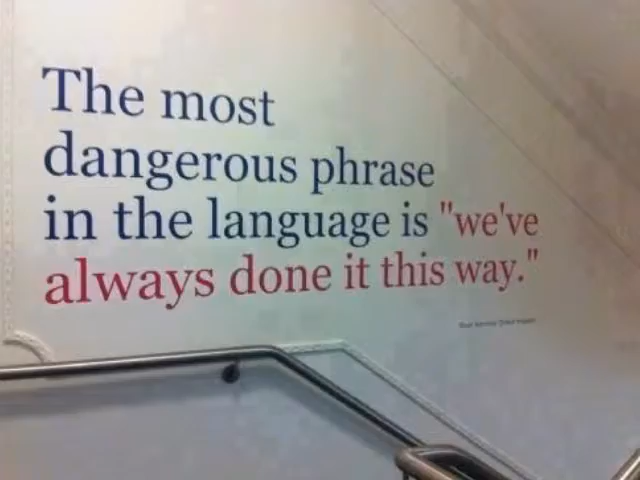 The most
dangerous phrase
in the language is "we've
always done it this way."